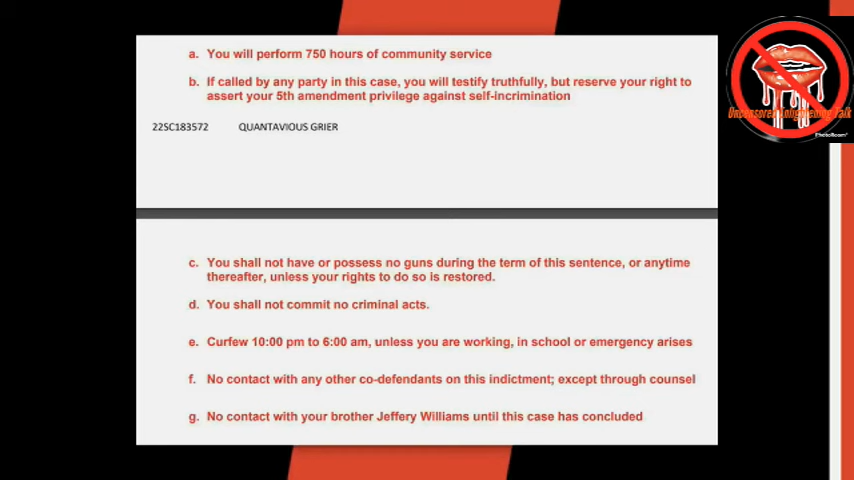 a. You will perform 750 hours of community service
b. If called by any party in this case, you will testify truthfully, but reserve your right to
assert your 5th amendment privilege against self-incrimination
22SC183572 QUANTAVIOUS GRIER
c. You shall not have or possess no guns during the term of this sentence, or anytime
thereafter, unless your rights to do so is restored.
d. You shall not commit no criminal acts.
e. Curfew 10:00 pm to 6:00 am, unless you are working, in school or emergency arises
f. No contact with any other co-defendants on this indictment; except through counsel
g. No contact with your brother Jeffery Williams until this case has concluded
Uncensored Enlightening Talk
PhotoRoom